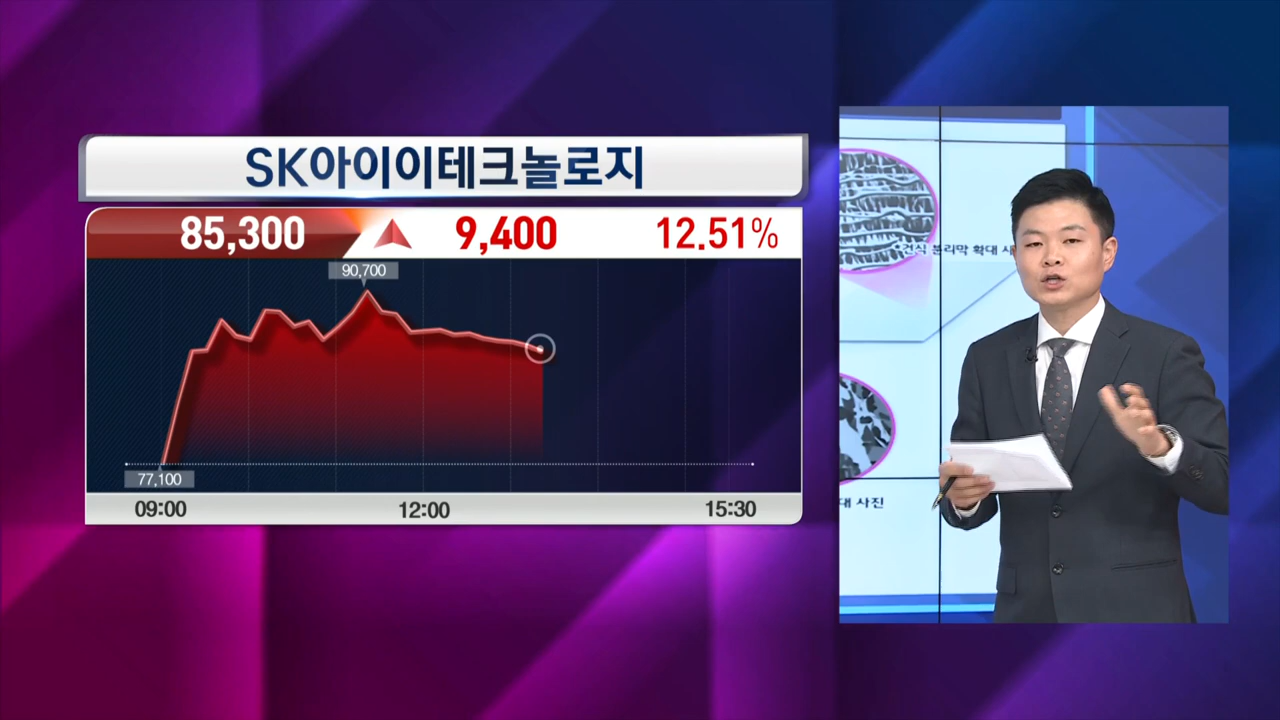 SK아이이테크놀로지
85,300 ▲ 9,400 12.51%
90,700
77,100
09:00 12:00 15:30
건식 분리막 확대 사
대 사진